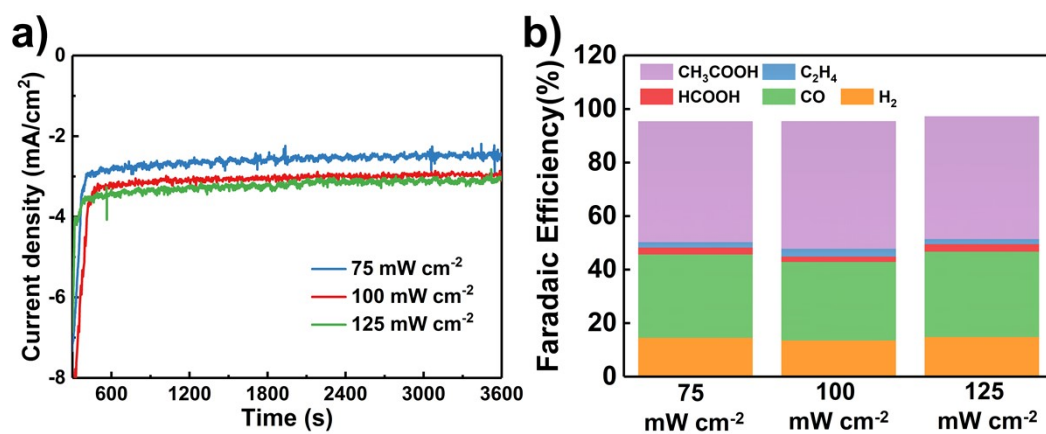 a)
Current density (mA/cm²)
0
-2
-4
-6
-8
75 mW cm⁻²
100 mW cm⁻²
125 mW cm⁻²
600 1200 1800 2400 3000 3600
Time (s)
b)
Faradaic Efficiency(%)
120
100
80
60
40
20
0
CH₃COOH C₂H₄
HCOOH CO H₂
75 100 125
mW cm⁻² mW cm⁻² mW cm⁻²